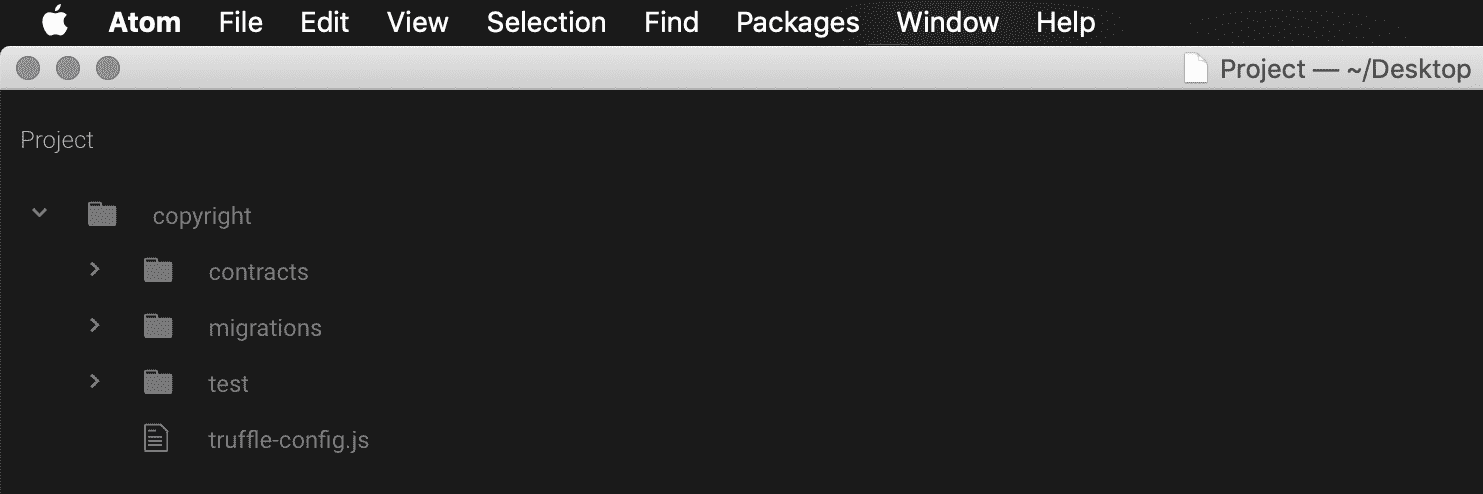 Atom File Edit View Selection Find Packages Window Help
Project — ~/Desktop
Project
copyright
contracts
migrations
test
truffle-config.js